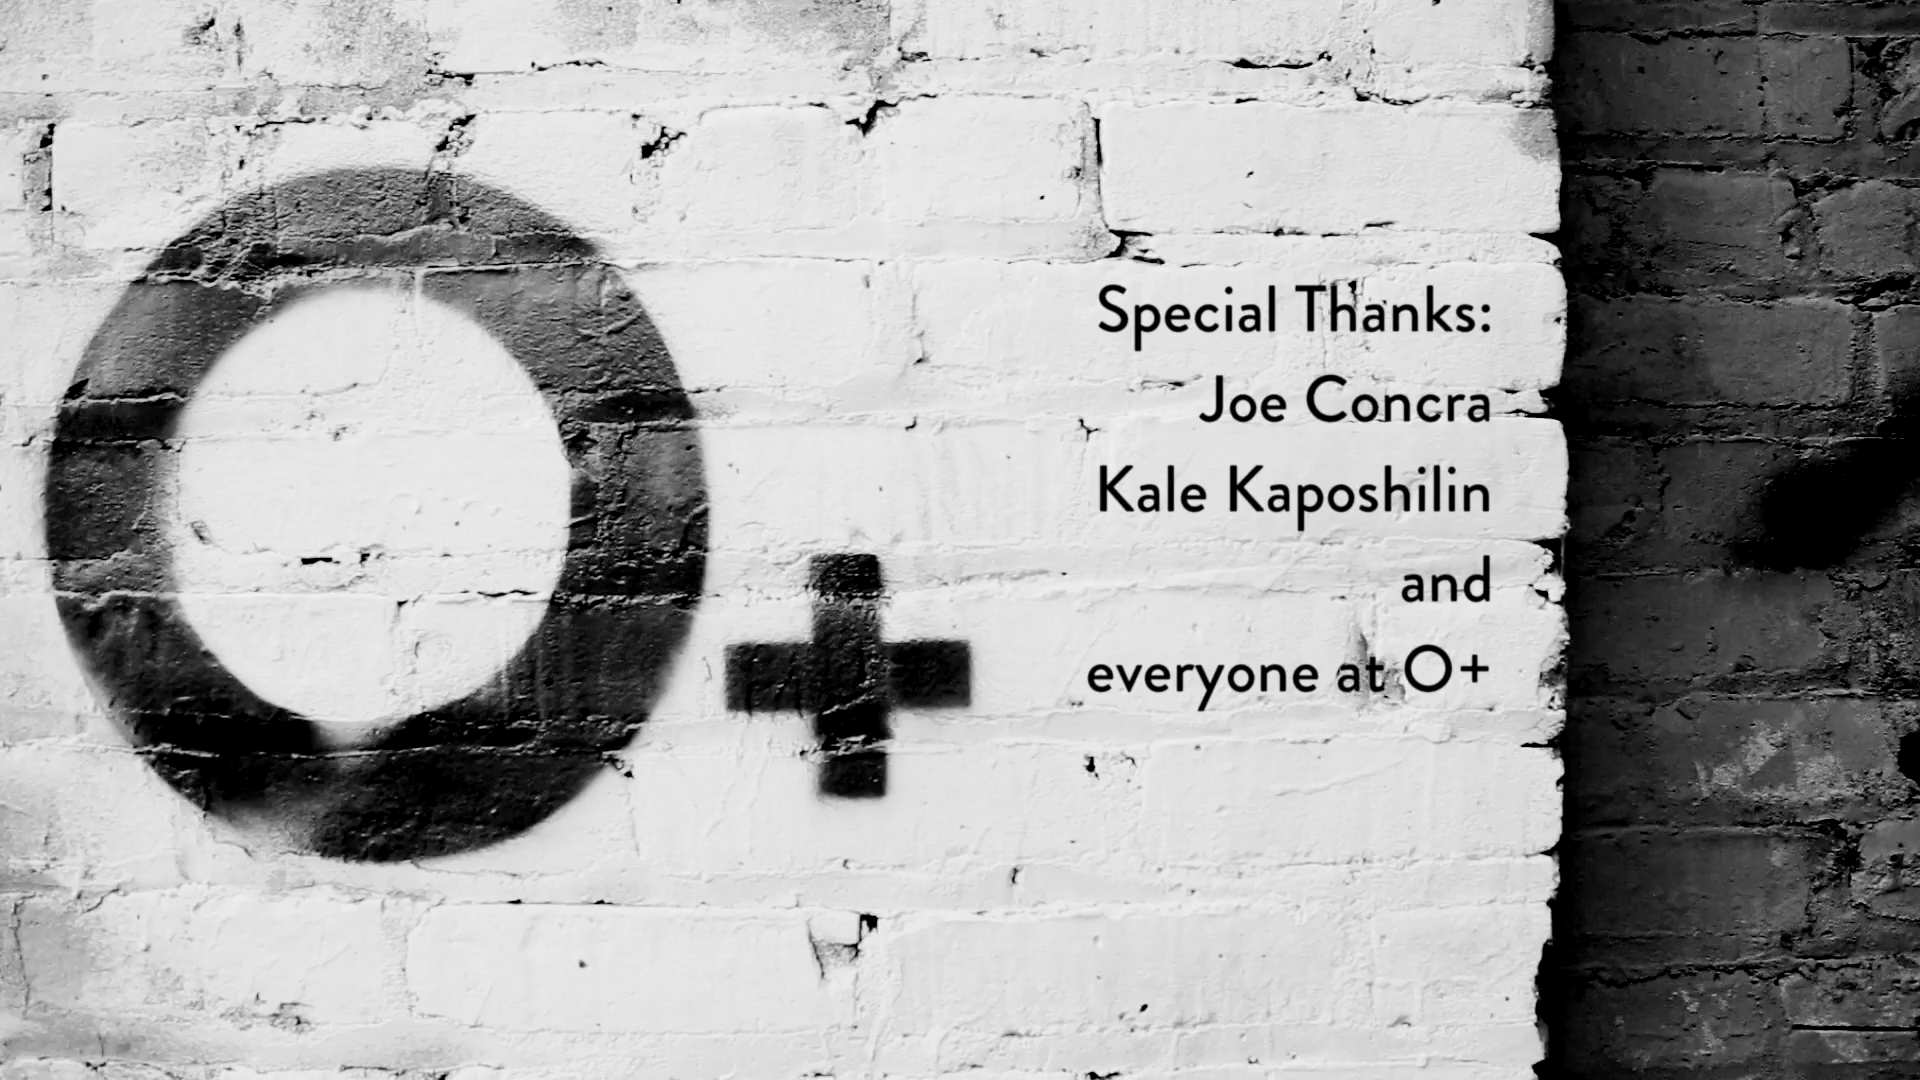 O+
Special Thanks:
Joe Concra
Kale Kaposhilin
and
everyone at O+